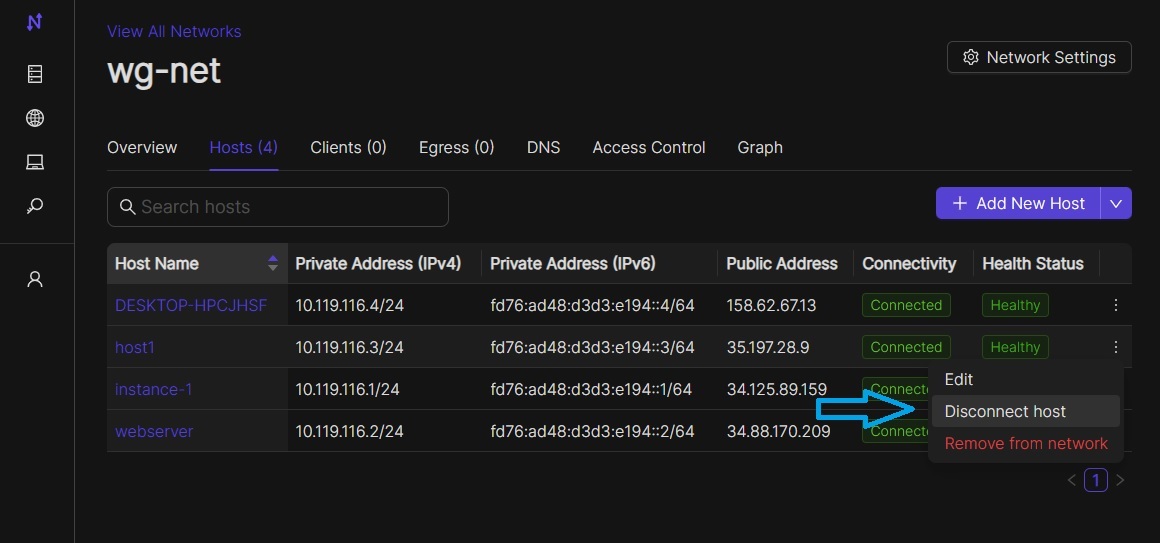 View All Networks
wg-net
Network Settings
Overview Hosts (4) Clients (0) Egress (0) DNS Access Control Graph
Search hosts
Add New Host
Host Name Private Address (IPv4) Private Address (IPv6) Public Address Connectivity Health Status
DESKTOP-HPCJHSF 10.119.116.4/24 fd76:ad48:d3d3:e194::4/64 158.62.67.13 Connected Healthy
host1 10.119.116.3/24 fd76:ad48:d3d3:e194::3/64 35.197.28.9 Connected Healthy
instance-1 10.119.116.1/24 fd76:ad48:d3d3:e194::1/64 34.125.89.159 Connecte
webserver 10.119.116.2/24 fd76:ad48:d3d3:e194::2/64 34.88.170.209 Connecte
Edit
Disconnect host
Remove from network
1